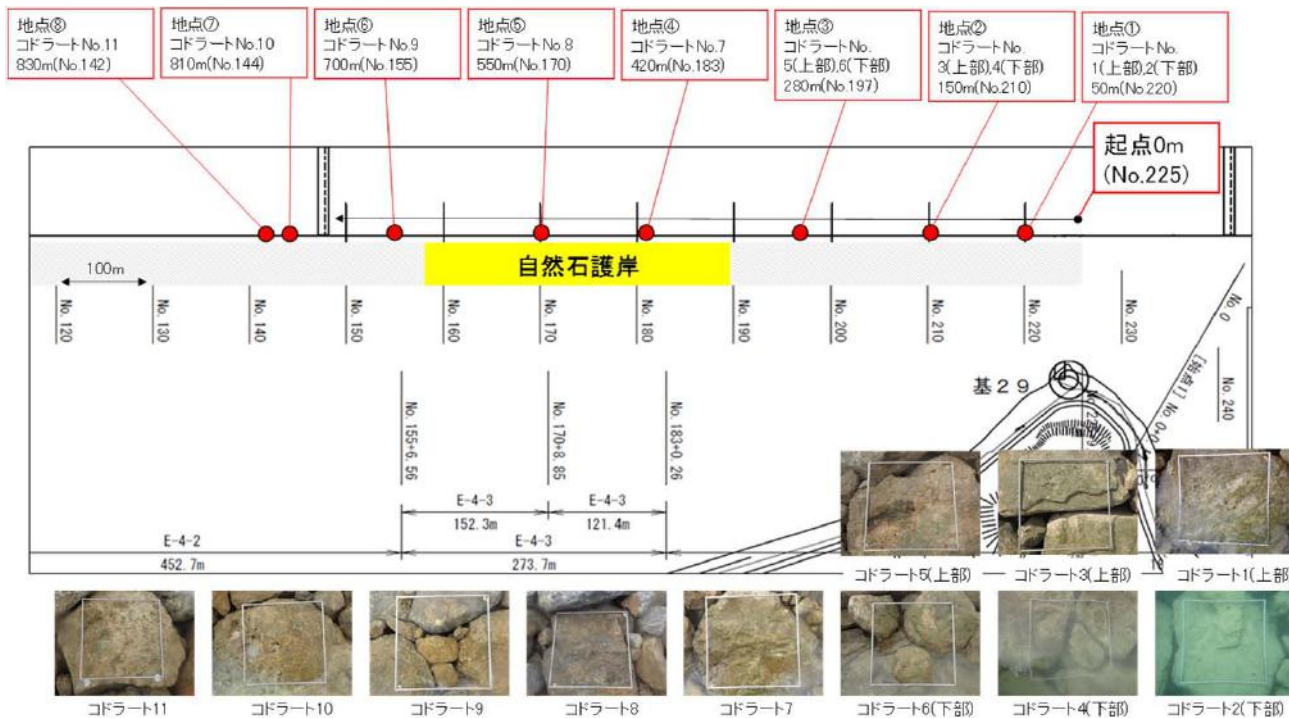 地点⑧
コドラートNo.11
830m(No.142)
地点⑦
コドラートNo.10
810m(No.144)
地点⑥
コドラートNo.9
700m(No.155)
地点⑤
コドラートNo.8
550m(No.170)
地点④
コドラートNo.7
420m(No.183)
地点③
コドラートNo.
5(上部),6(下部)
280m(No.197)
地点②
コドラートNo.
3(上部),4(下部)
150m(No.210)
地点①
コドラートNo.
1(上部),2(下部)
50m(No.220)
起点0m
(No.225)
自然石護岸
100m
No.120
No.130
No.140
No.150
No.160
No.170
No.180
No.190
No.200
No.210
No.220
No.230
No.0
No.240
基29
No.155+6.56
No.170+8.85
No.183+0.26
E-4-3
152.3m
E-4-3
121.4m
E-4-2
452.7m
E-4-3
273.7m
コドラート5(上部)
コドラート3(上部)
コドラート1(上部)
コドラート11
コドラート10
コドラート9
コドラート8
コドラート7
コドラート6(下部)
コドラート4(下部)
コドラート2(下部)